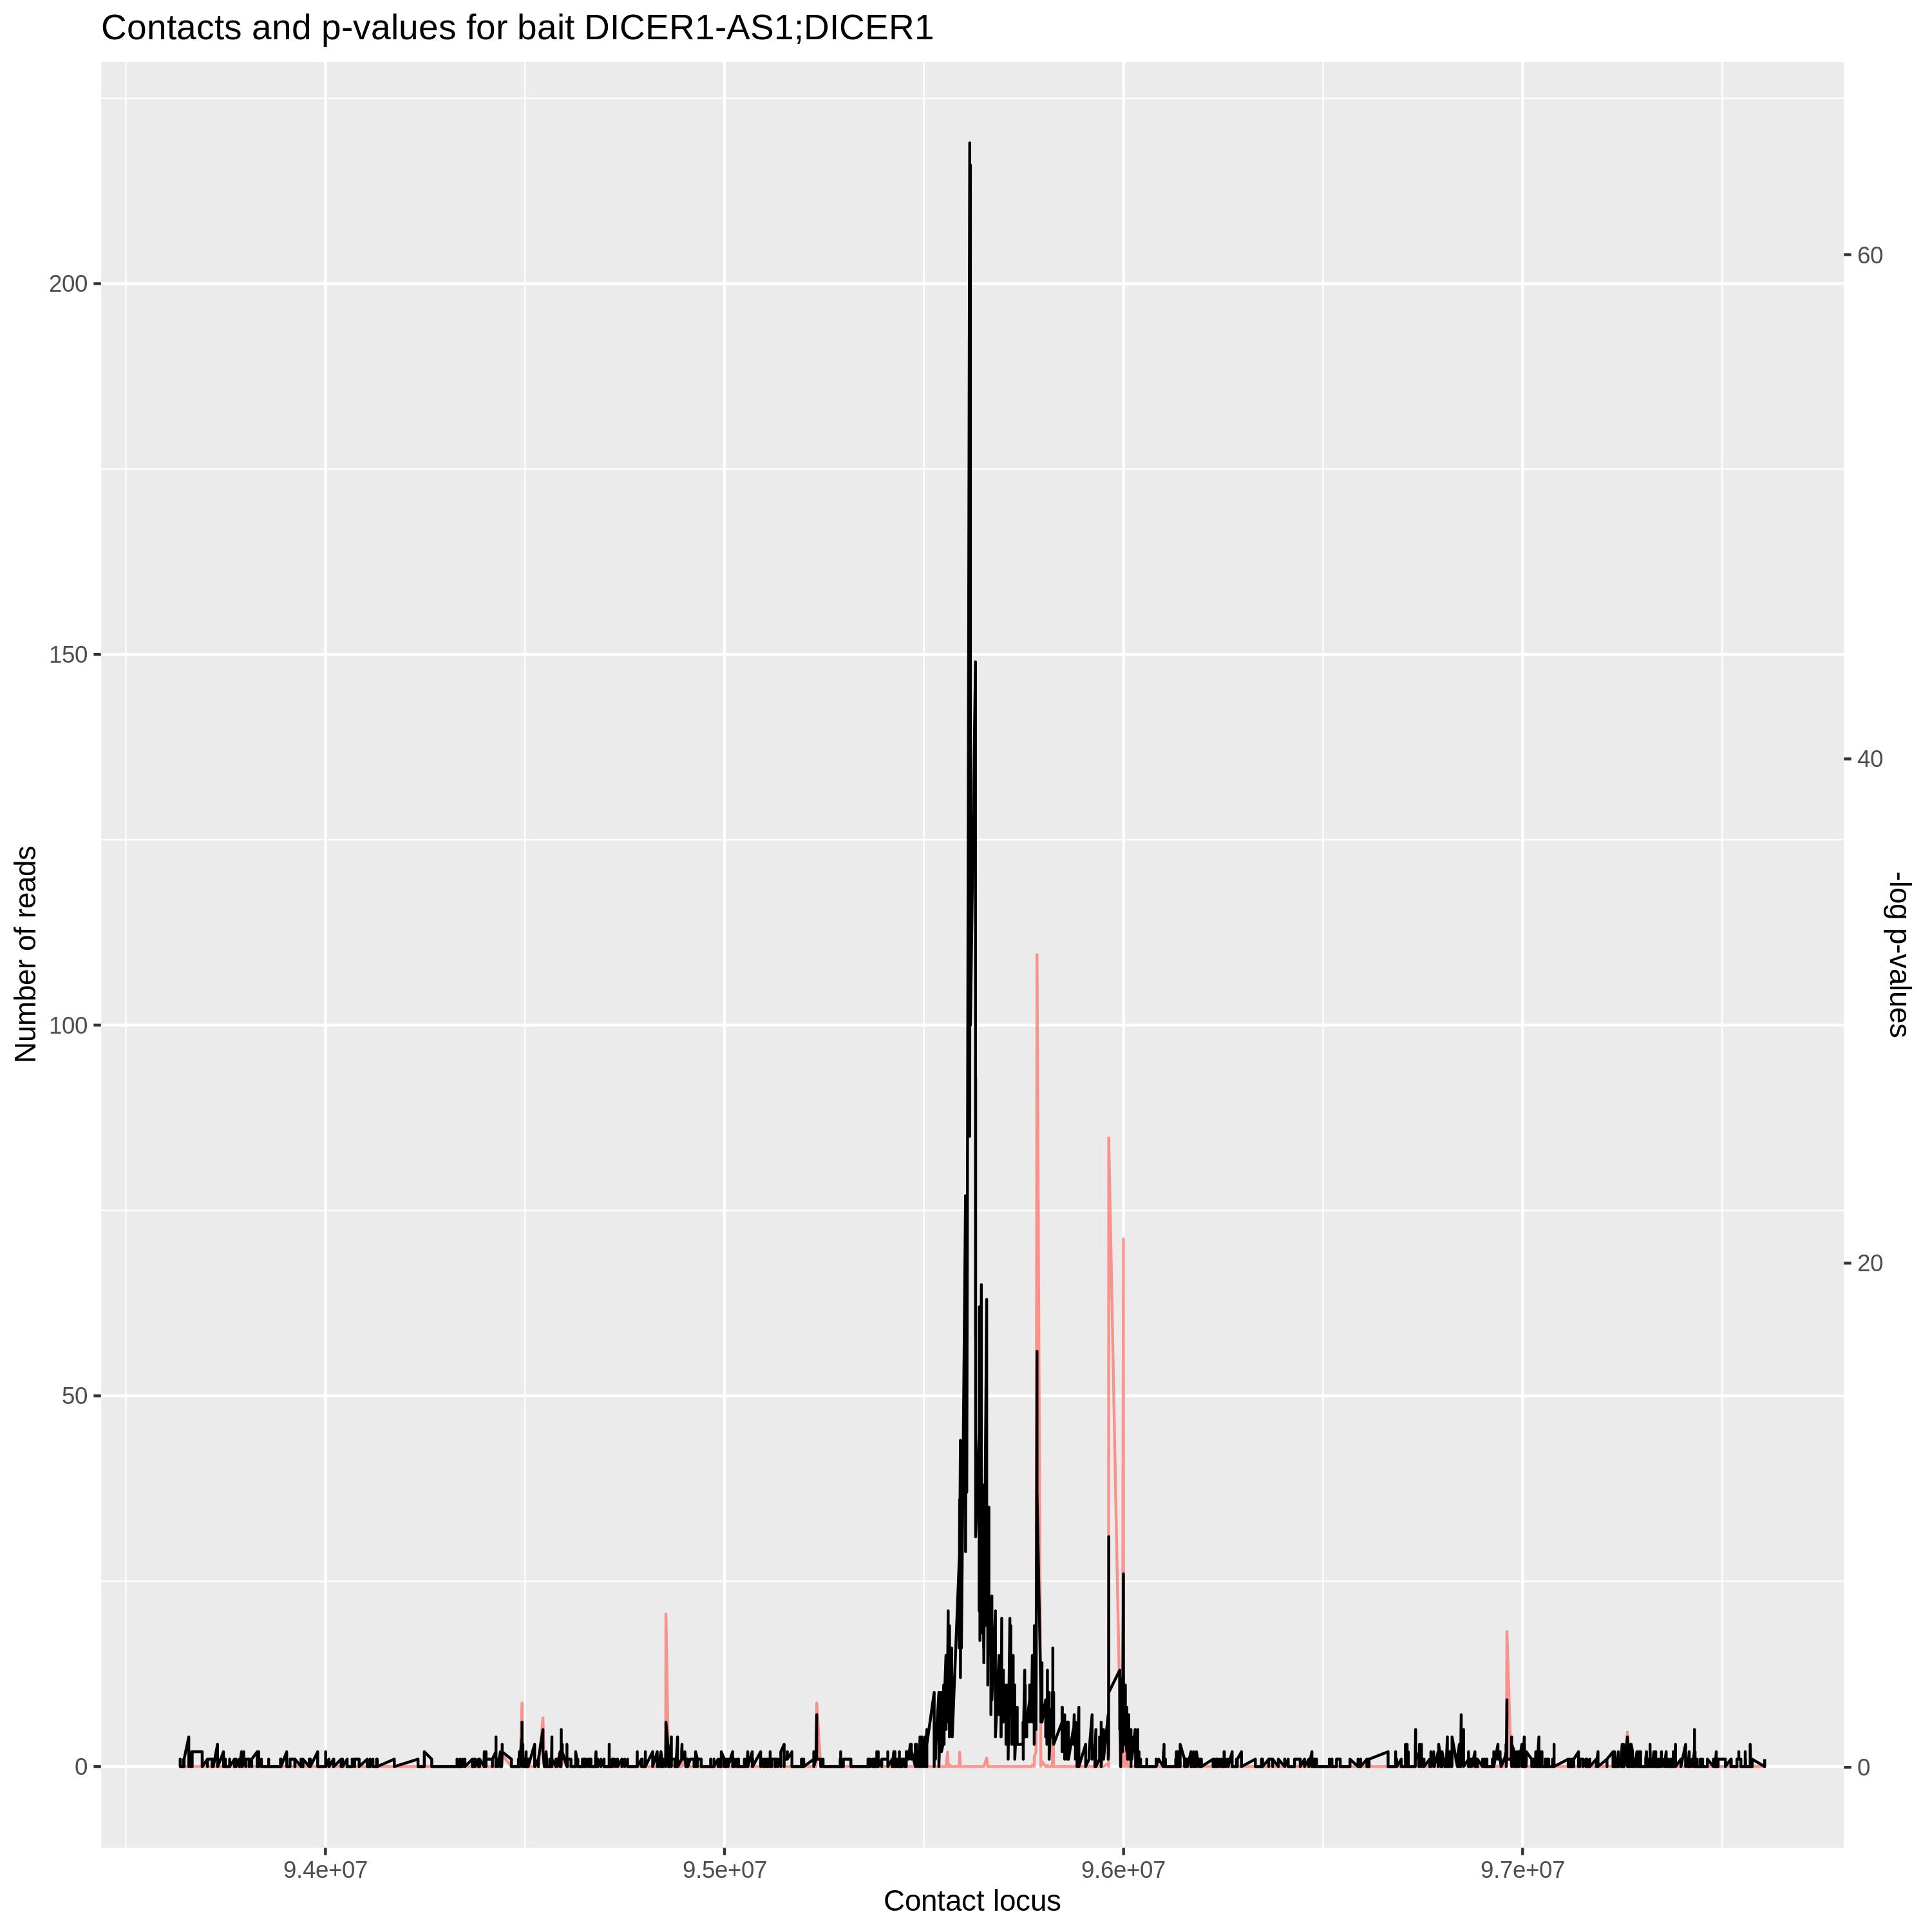 Contacts and p-values for bait DICER1-AS1;DICER1
200
150
100
50
0
Number of reads
60
40
20
0
-log p-values
9.4e+07 9.5e+07 9.6e+07 9.7e+07
Contact locus